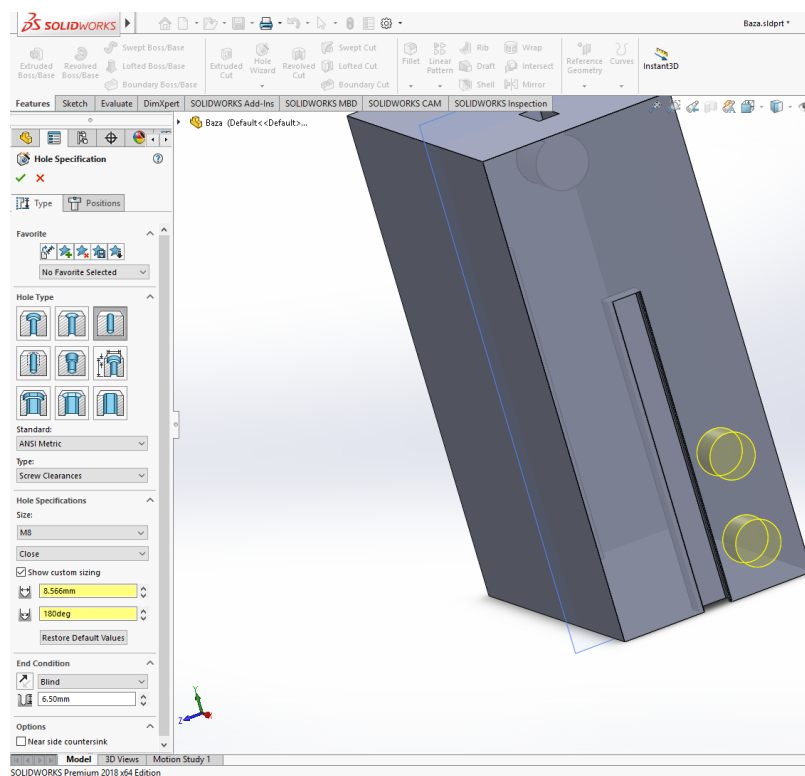 SOLIDWORKS
Baza.sldprt *
Extruded Boss/Base
Revolved Boss/Base
Swept Boss/Base
Lofted Boss/Base
Boundary Boss/Base
Extruded Cut
Hole Wizard
Revolved Cut
Swept Cut
Lofted Cut
Boundary Cut
Fillet
Linear Pattern
Rib
Draft
Shell
Wrap
Intersect
Mirror
Reference Geometry
Curves
Instant3D
Features
Sketch
Evaluate
DimXpert
SOLIDWORKS Add-Ins
SOLIDWORKS MBD
SOLIDWORKS CAM
SOLIDWORKS Inspection
Baza (Default<<Default>...
Hole Specification
Type
Positions
Favorite
No Favorite Selected
Hole Type
Standard:
ANSI Metric
Type:
Screw Clearances
Hole Specifications
Size:
M8
Close
Show custom sizing
8.566mm
180deg
Restore Default Values
End Condition
Blind
6.50mm
Options
Near side countersink
Y
Z
X
Model
3D Views
Motion Study 1
SOLIDWORKS Premium 2018 x64 Edition